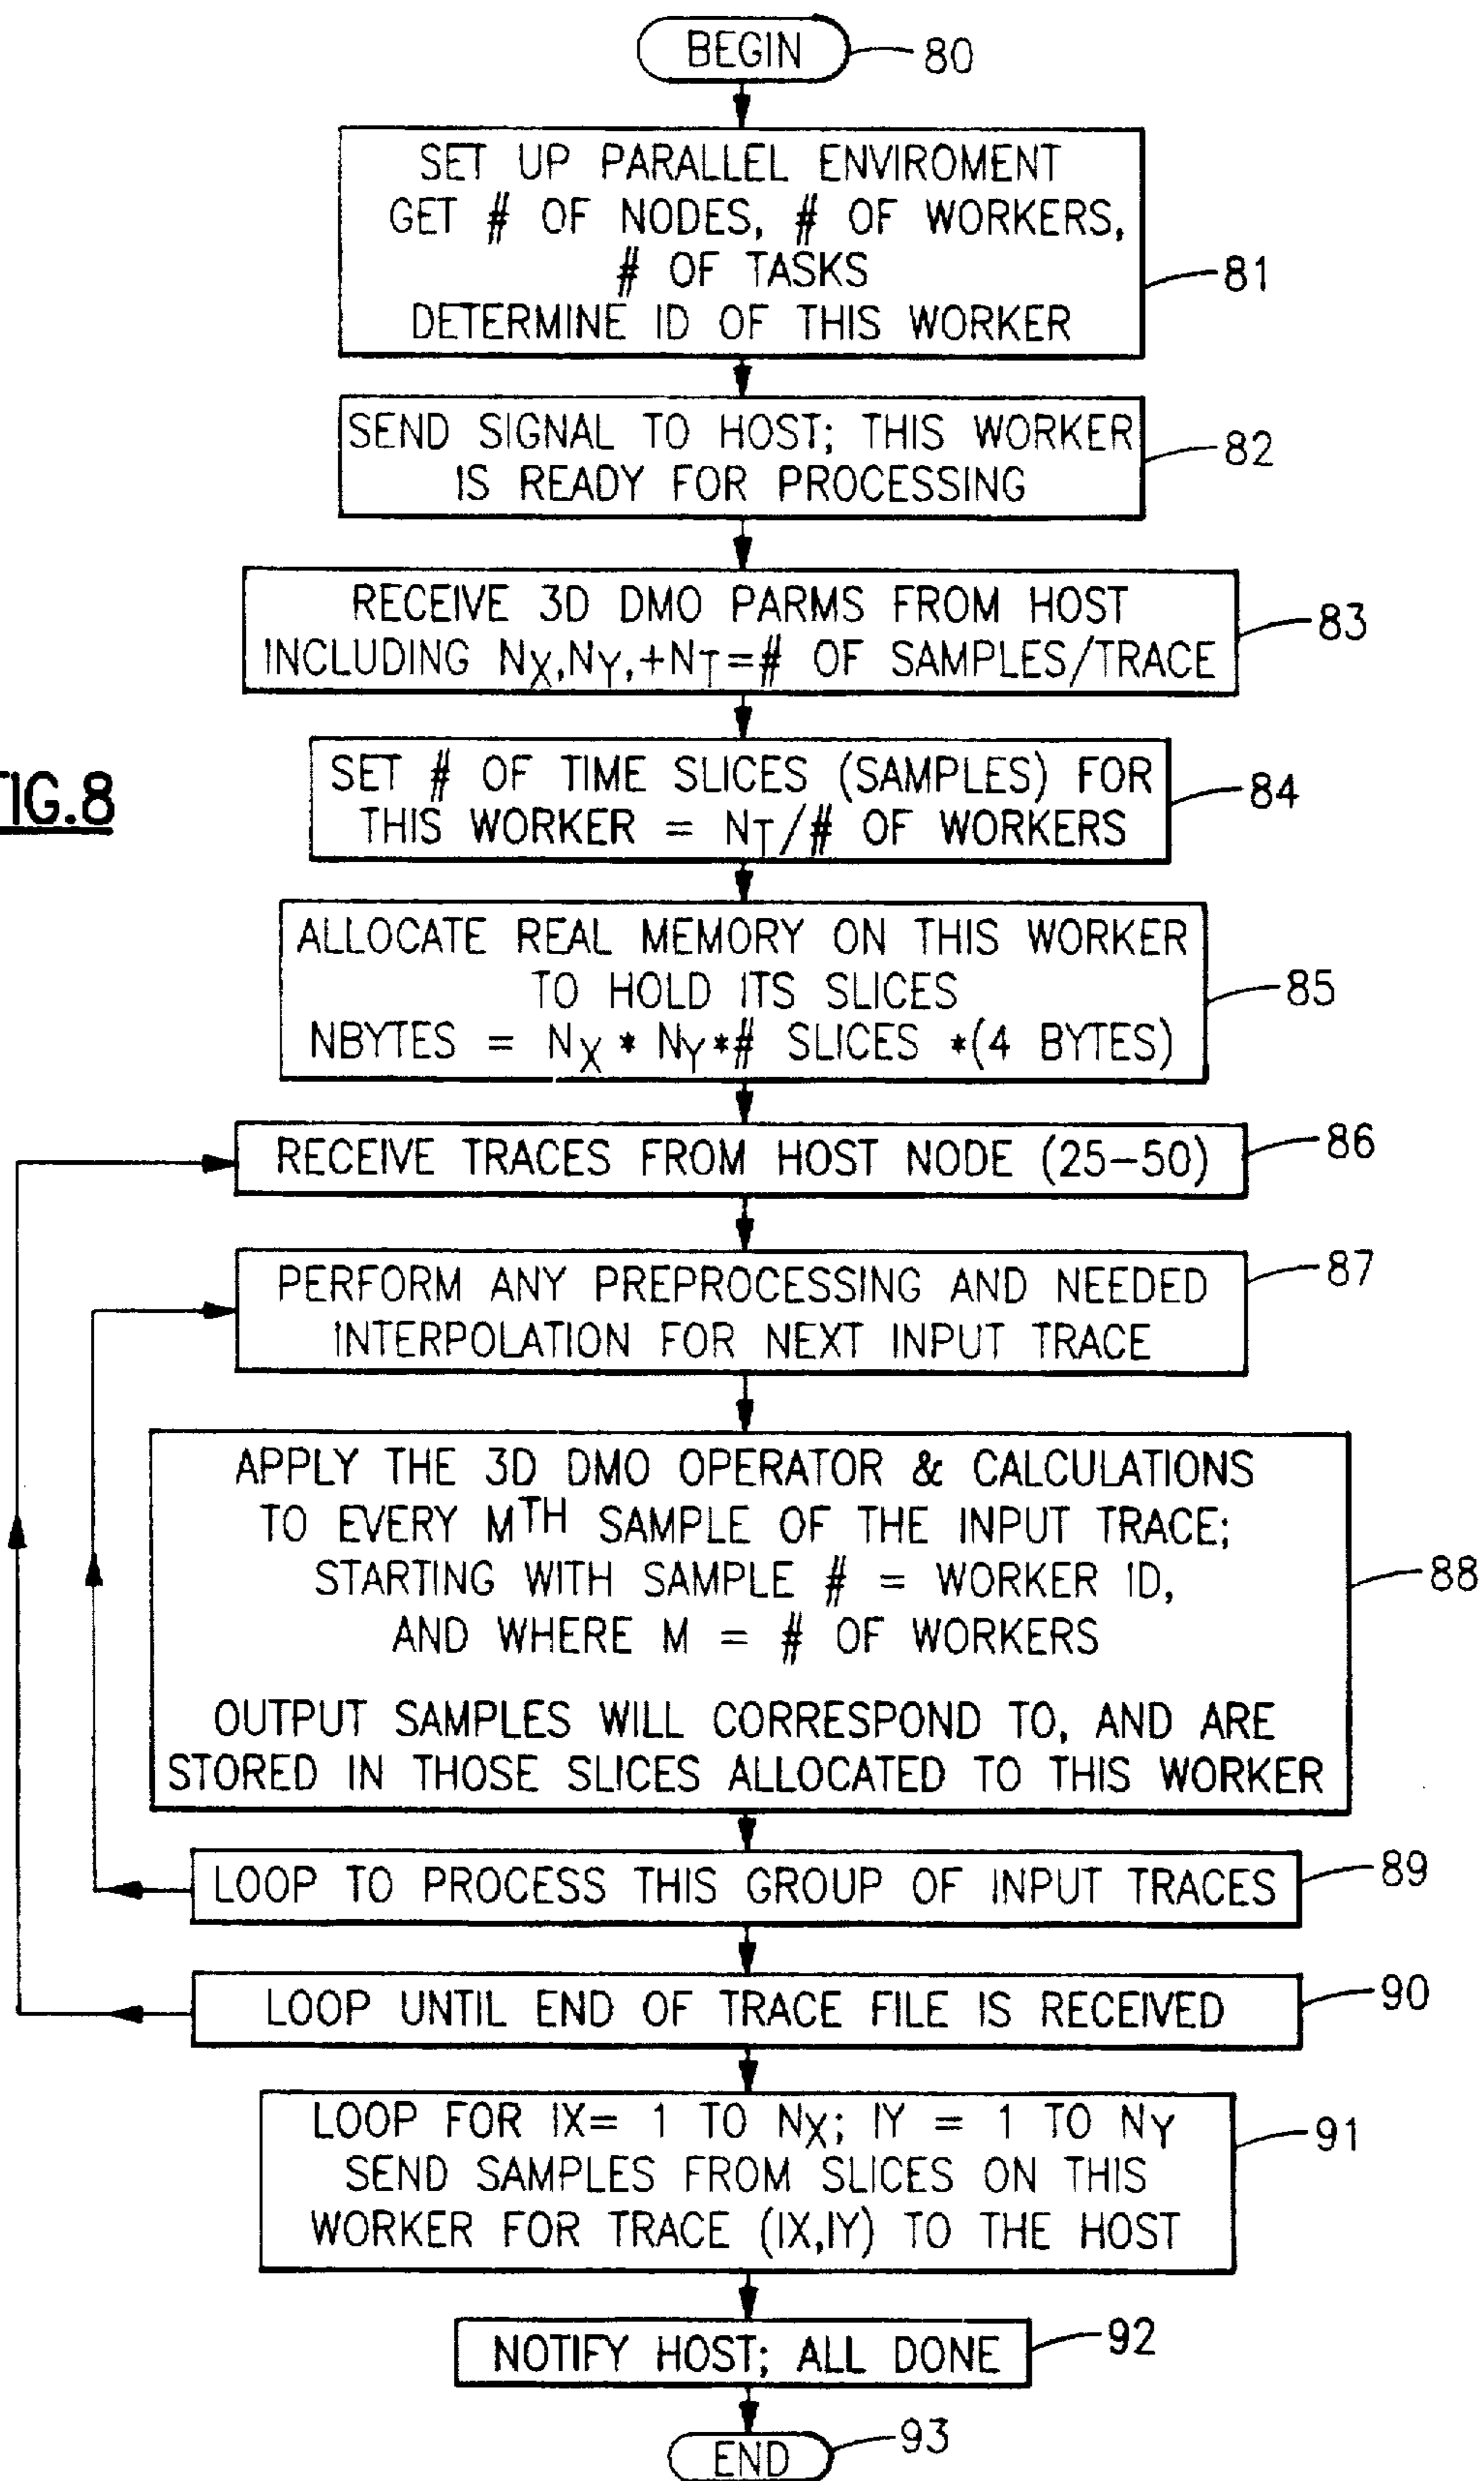 BEGIN
80
SET UP PARALLEL ENVIROMENT
GET # OF NODES, # OF WORKERS,
# OF TASKS
DETERMINE ID OF THIS WORKER
81
SEND SIGNAL TO HOST; THIS WORKER
IS READY FOR PROCESSING
82
RECEIVE 3D DMO PARMS FROM HOST
INCLUDING NX,NY,+NT=# OF SAMPLES/TRACE
83
SET # OF TIME SLICES (SAMPLES) FOR
THIS WORKER = NT/# OF WORKERS
84
FIG.8
ALLOCATE REAL MEMORY ON THIS WORKER
TO HOLD ITS SLICES
NBYTES = NX * NY*# SLICES *(4 BYTES)
85
RECEIVE TRACES FROM HOST NODE (25-50)
86
PERFORM ANY PREPROCESSING AND NEEDED
INTERPOLATION FOR NEXT INPUT TRACE
87
APPLY THE 3D DMO OPERATOR & CALCULATIONS
TO EVERY MTH SAMPLE OF THE INPUT TRACE;
STARTING WITH SAMPLE # = WORKER ID,
AND WHERE M = # OF WORKERS
OUTPUT SAMPLES WILL CORRESPOND TO, AND ARE
STORED IN THOSE SLICES ALLOCATED TO THIS WORKER
88
LOOP TO PROCESS THIS GROUP OF INPUT TRACES
89
LOOP UNTIL END OF TRACE FILE IS RECEIVED
90
LOOP FOR IX= 1 TO NX; IY = 1 TO NY
SEND SAMPLES FROM SLICES ON THIS
WORKER FOR TRACE (IX,IY) TO THE HOST
91
NOTIFY HOST; ALL DONE
92
END
93